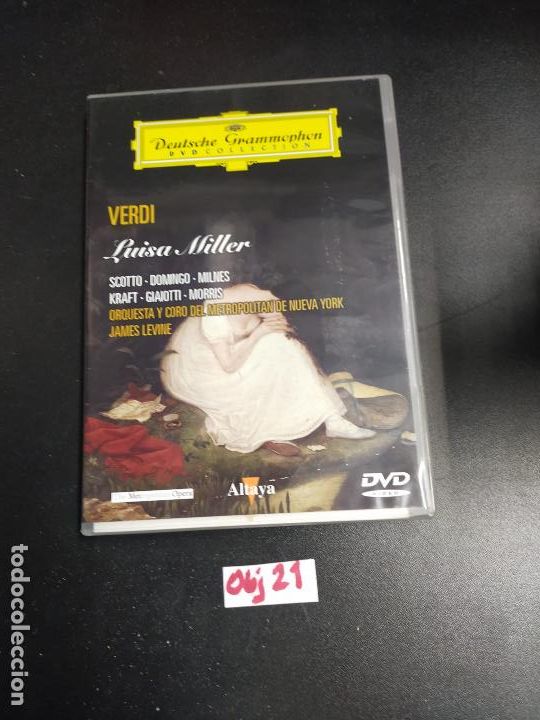 Deutsche Grammophon
DVD COLLECTION
VERDI
Luisa Miller
SCOTTO · DOMINGO · MILNES
KRAFT · GIAIOTTI · MORRIS
ORQUESTA Y CORO DEL METROPOLITAN DE NUEVA YORK
JAMES LEVINE
The Metropolitan Opera
Altaya
DVD
VIDEO
Obj 21
todocoleccion